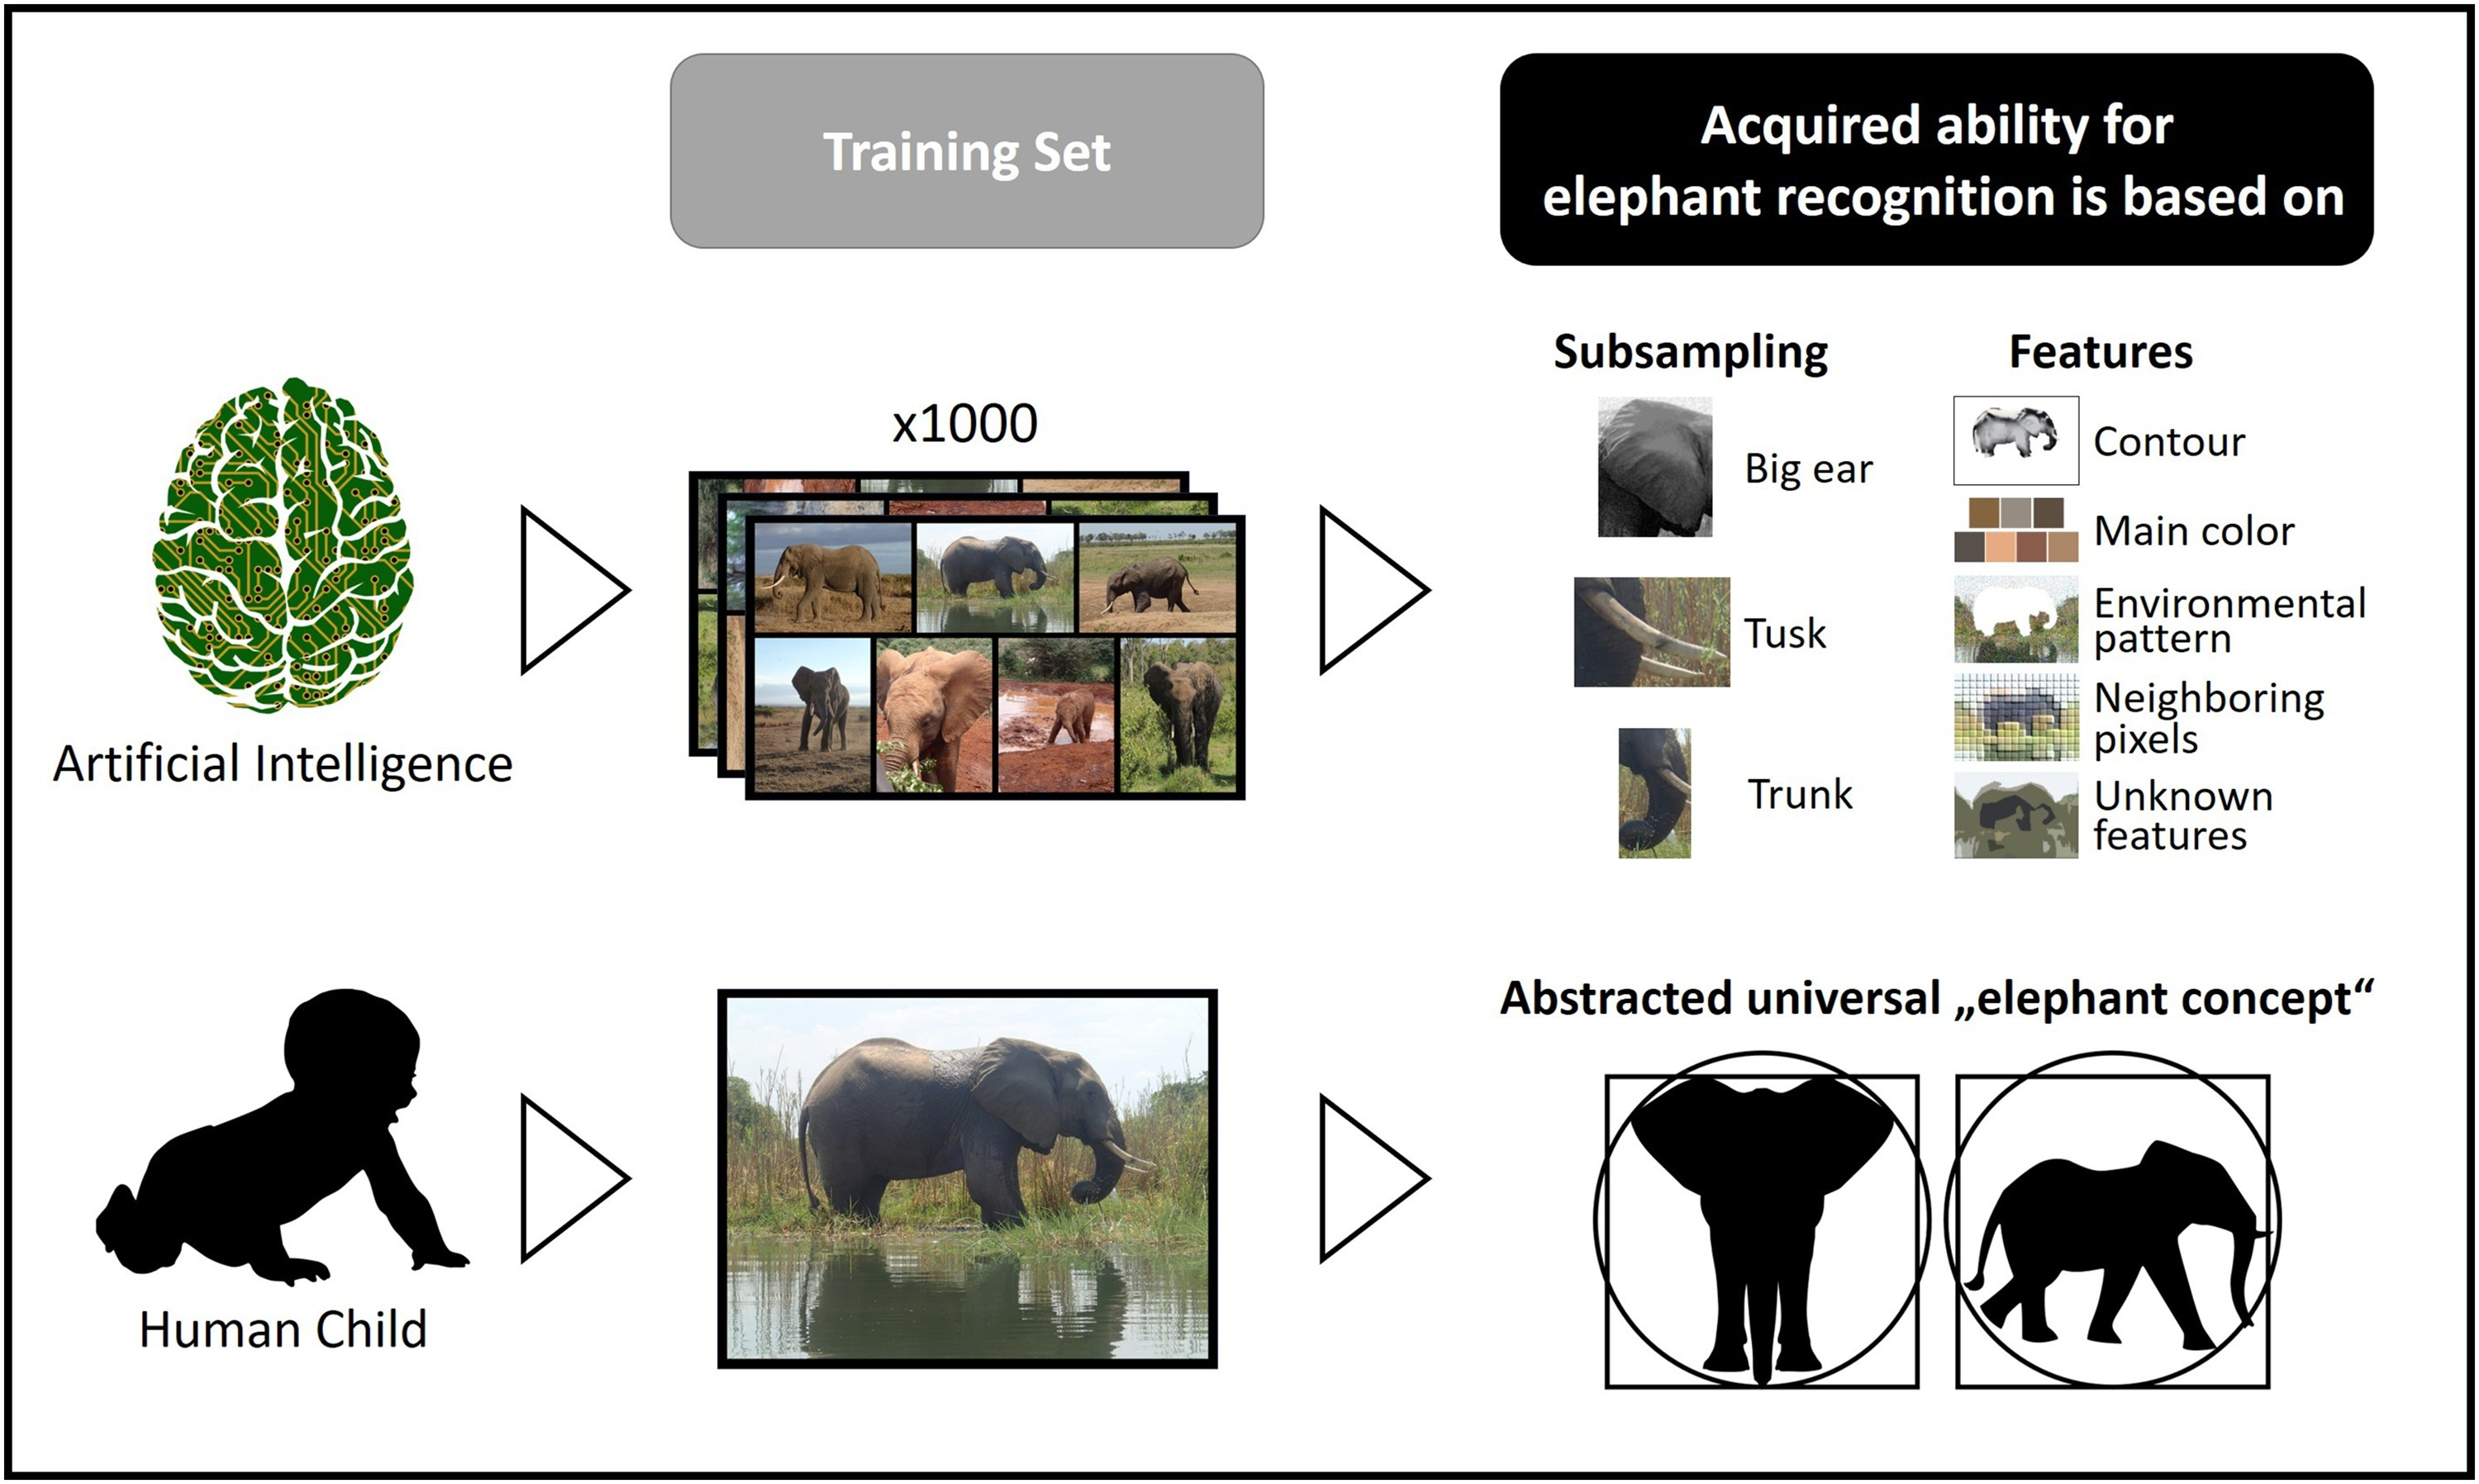 Training Set
Acquired ability for
elephant recognition is based on
Artificial Intelligence
x1000
Subsampling
Big ear
Tusk
Trunk
Features
Contour
Main color
Environmental
pattern
Neighboring
pixels
Unknown
features
Human Child
Abstracted universal „elephant concept“